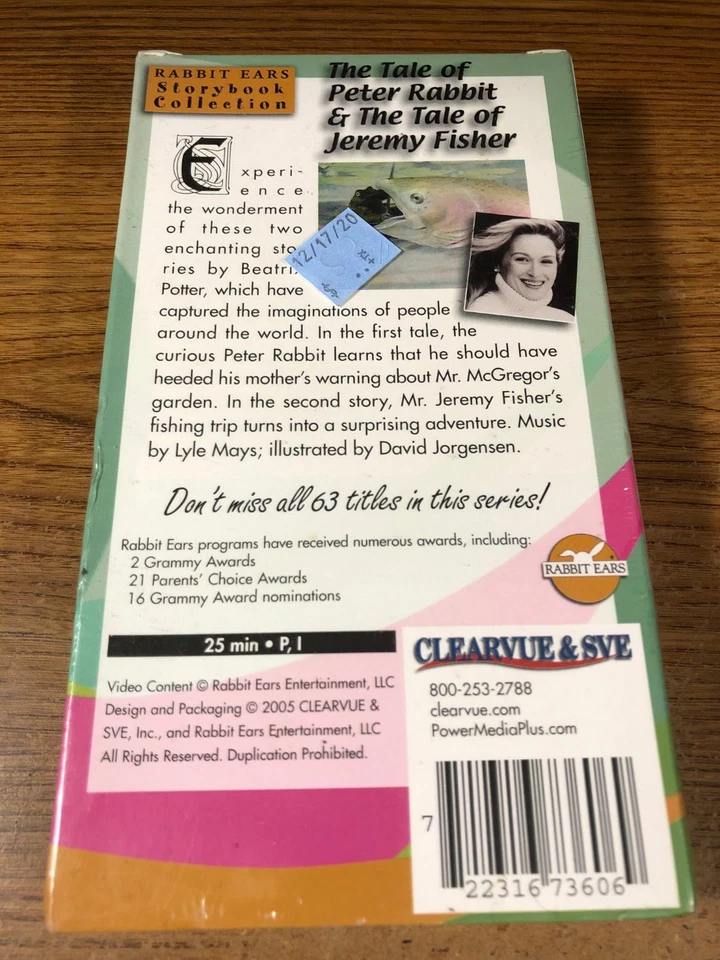 RABBIT EARS
Storybook
Collection
The Tale of
Peter Rabbit
& The Tale of
Jeremy Fisher
Experi-
ence
the wonderment
of these two
enchanting sto
ries by Beatri
Potter, which have
captured the imaginations of people
around the world. In the first tale, the
curious Peter Rabbit learns that he should have
heeded his mother's warning about Mr. McGregor's
garden. In the second story, Mr. Jeremy Fisher's
fishing trip turns into a surprising adventure. Music
by Lyle Mays; illustrated by David Jorgensen.
12/17/20
Don't miss all 63 titles in this series!
Rabbit Ears programs have received numerous awards, including:
2 Grammy Awards
21 Parents' Choice Awards
16 Grammy Award nominations
RABBIT EARS
25 min • P, I
Video Content © Rabbit Ears Entertainment, LLC
Design and Packaging © 2005 CLEARVUE &
SVE, Inc., and Rabbit Ears Entertainment, LLC
All Rights Reserved. Duplication Prohibited.
CLEARVUE & SVE
800-253-2788
clearvue.com
PowerMediaPlus.com
7 22316 73606